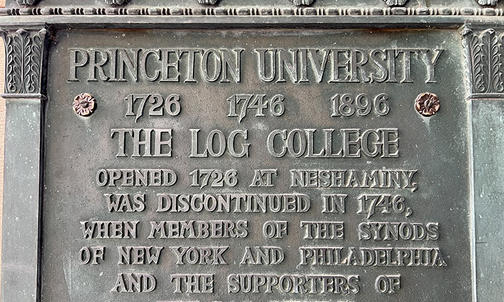 PRINCETON UNIVERSITY
1726 1746 1896
THE LOG COLLEGE
OPENED 1726 AT NESHAMINY,
WAS DISCONTINUED IN 1746,
WHEN MEMBERS OF THE SYNODS
OF NEW YORK AND PHILADELPHIA
AND THE SUPPORTERS OF